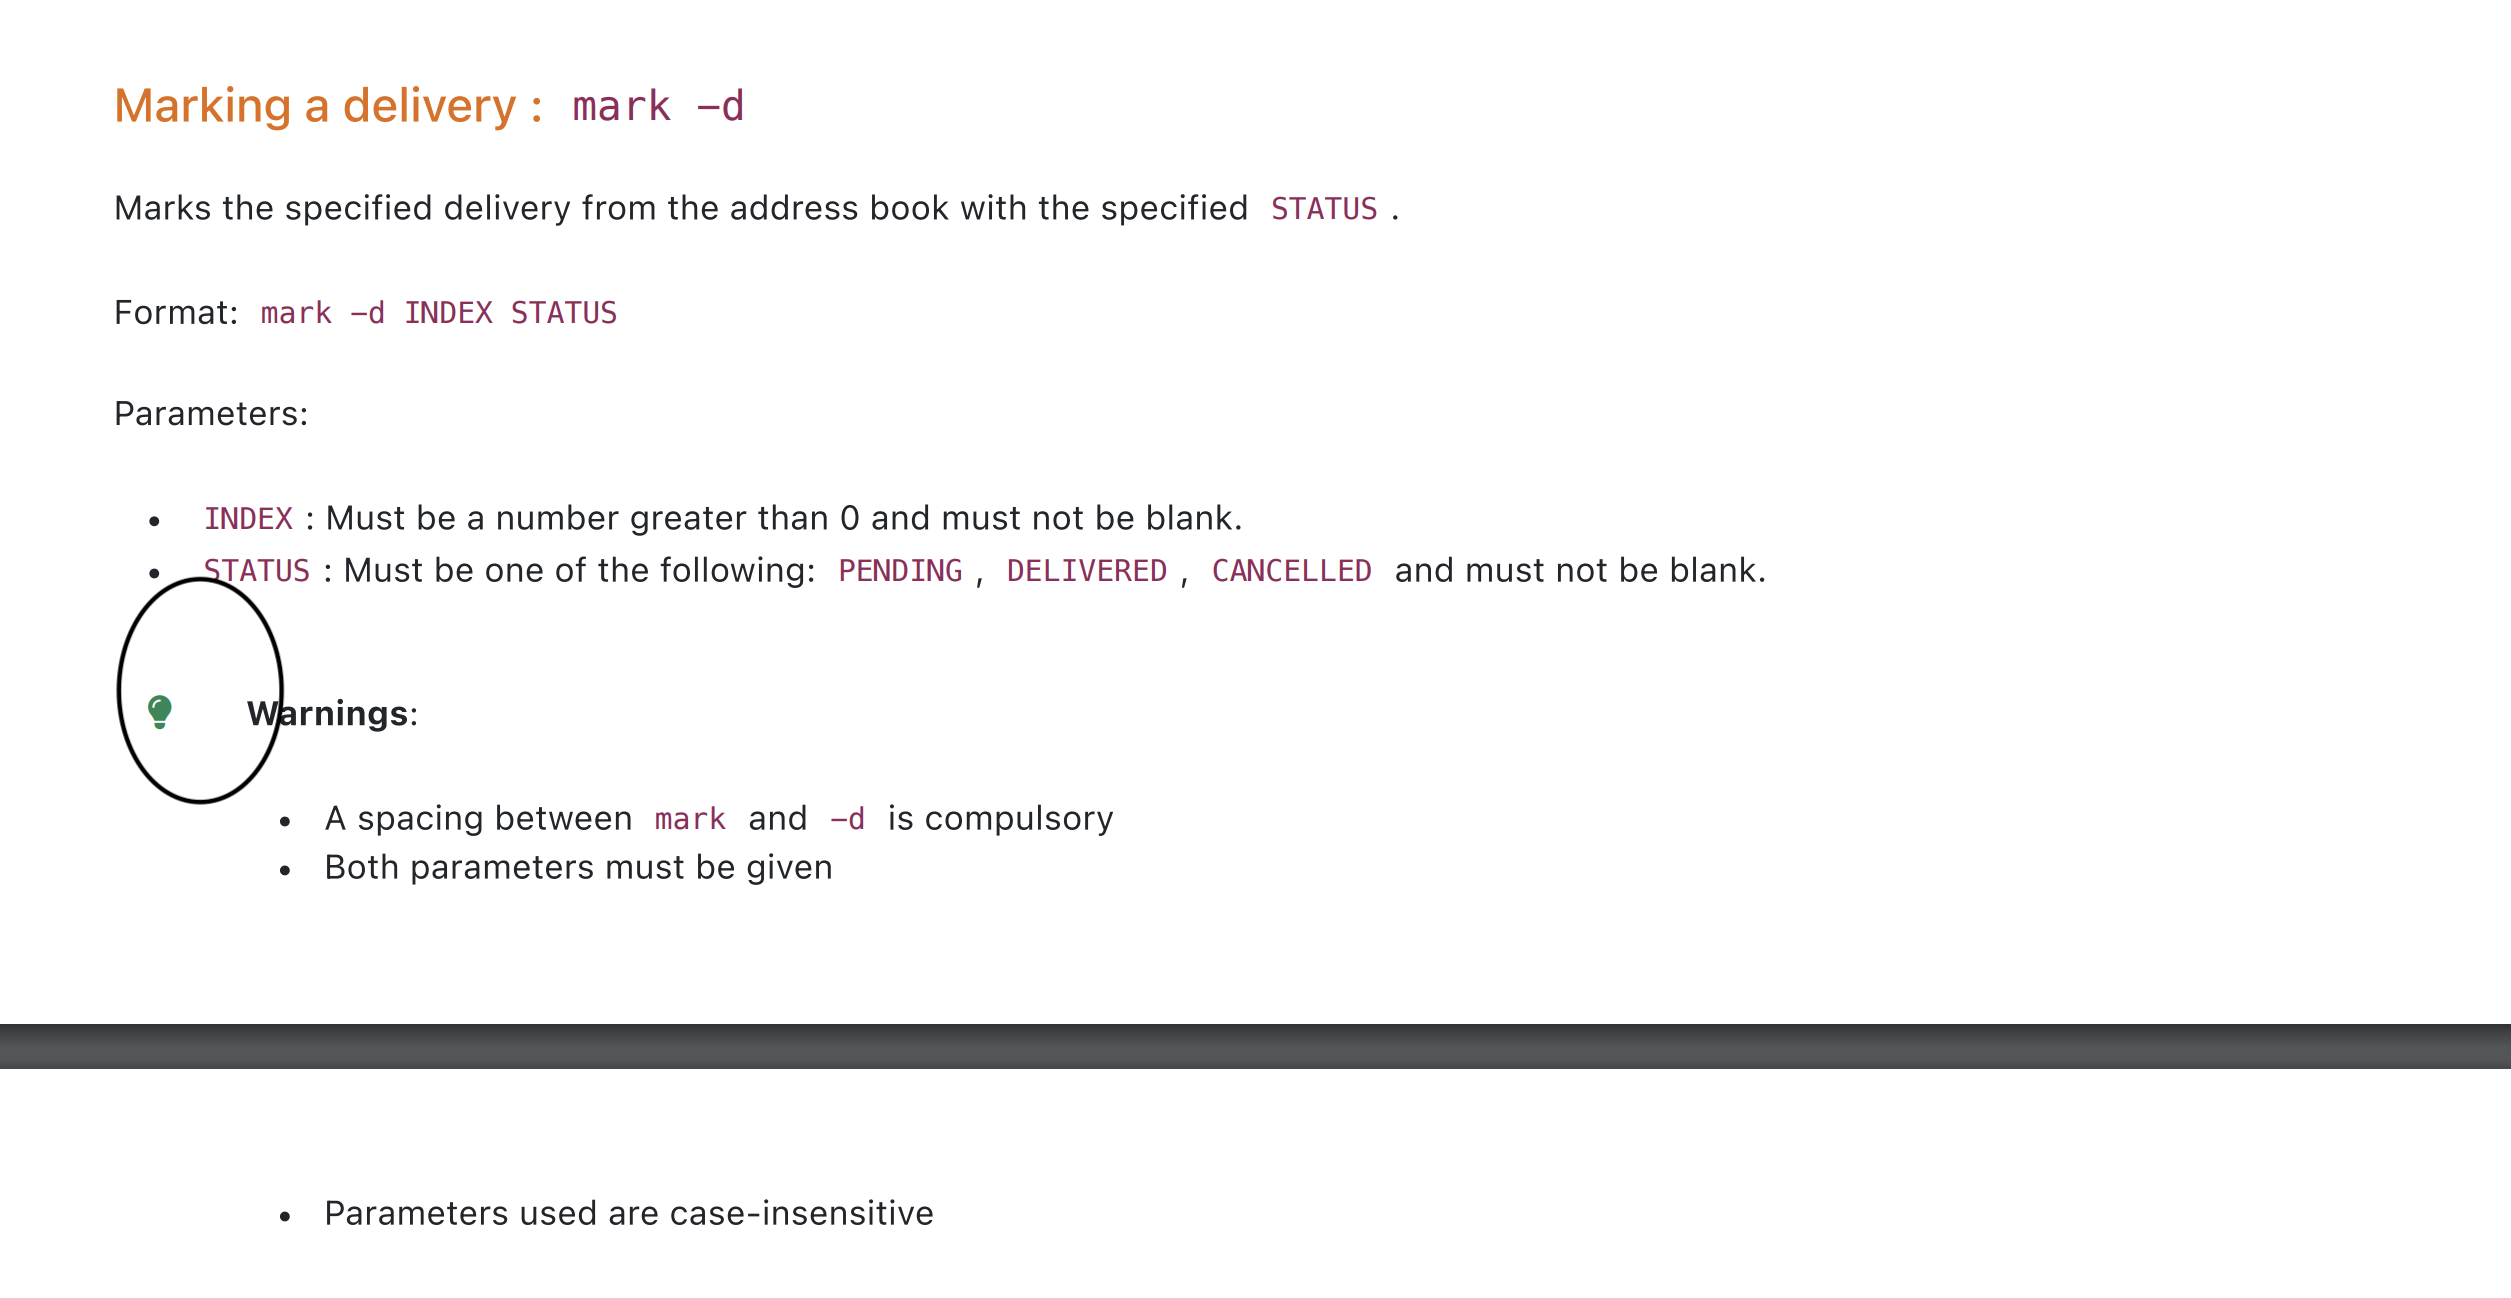 Marking a delivery : mark -d
Marks the specified delivery from the address book with the specified STATUS .
Format: mark -d INDEX STATUS
Parameters:
• INDEX : Must be a number greater than 0 and must not be blank.
• STATUS : Must be one of the following: PENDING , DELIVERED , CANCELLED and must not be blank.
Warnings:
• A spacing between mark and -d is compulsory
• Both parameters must be given
• Parameters used are case-insensitive